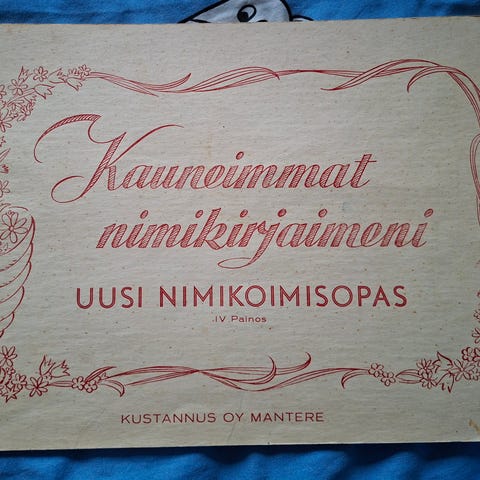 Kauneimmat
nimikirjaimeni
UUSI NIMIKOIMISOPAS
IV Painos
KUSTANNUS OY MANTERE